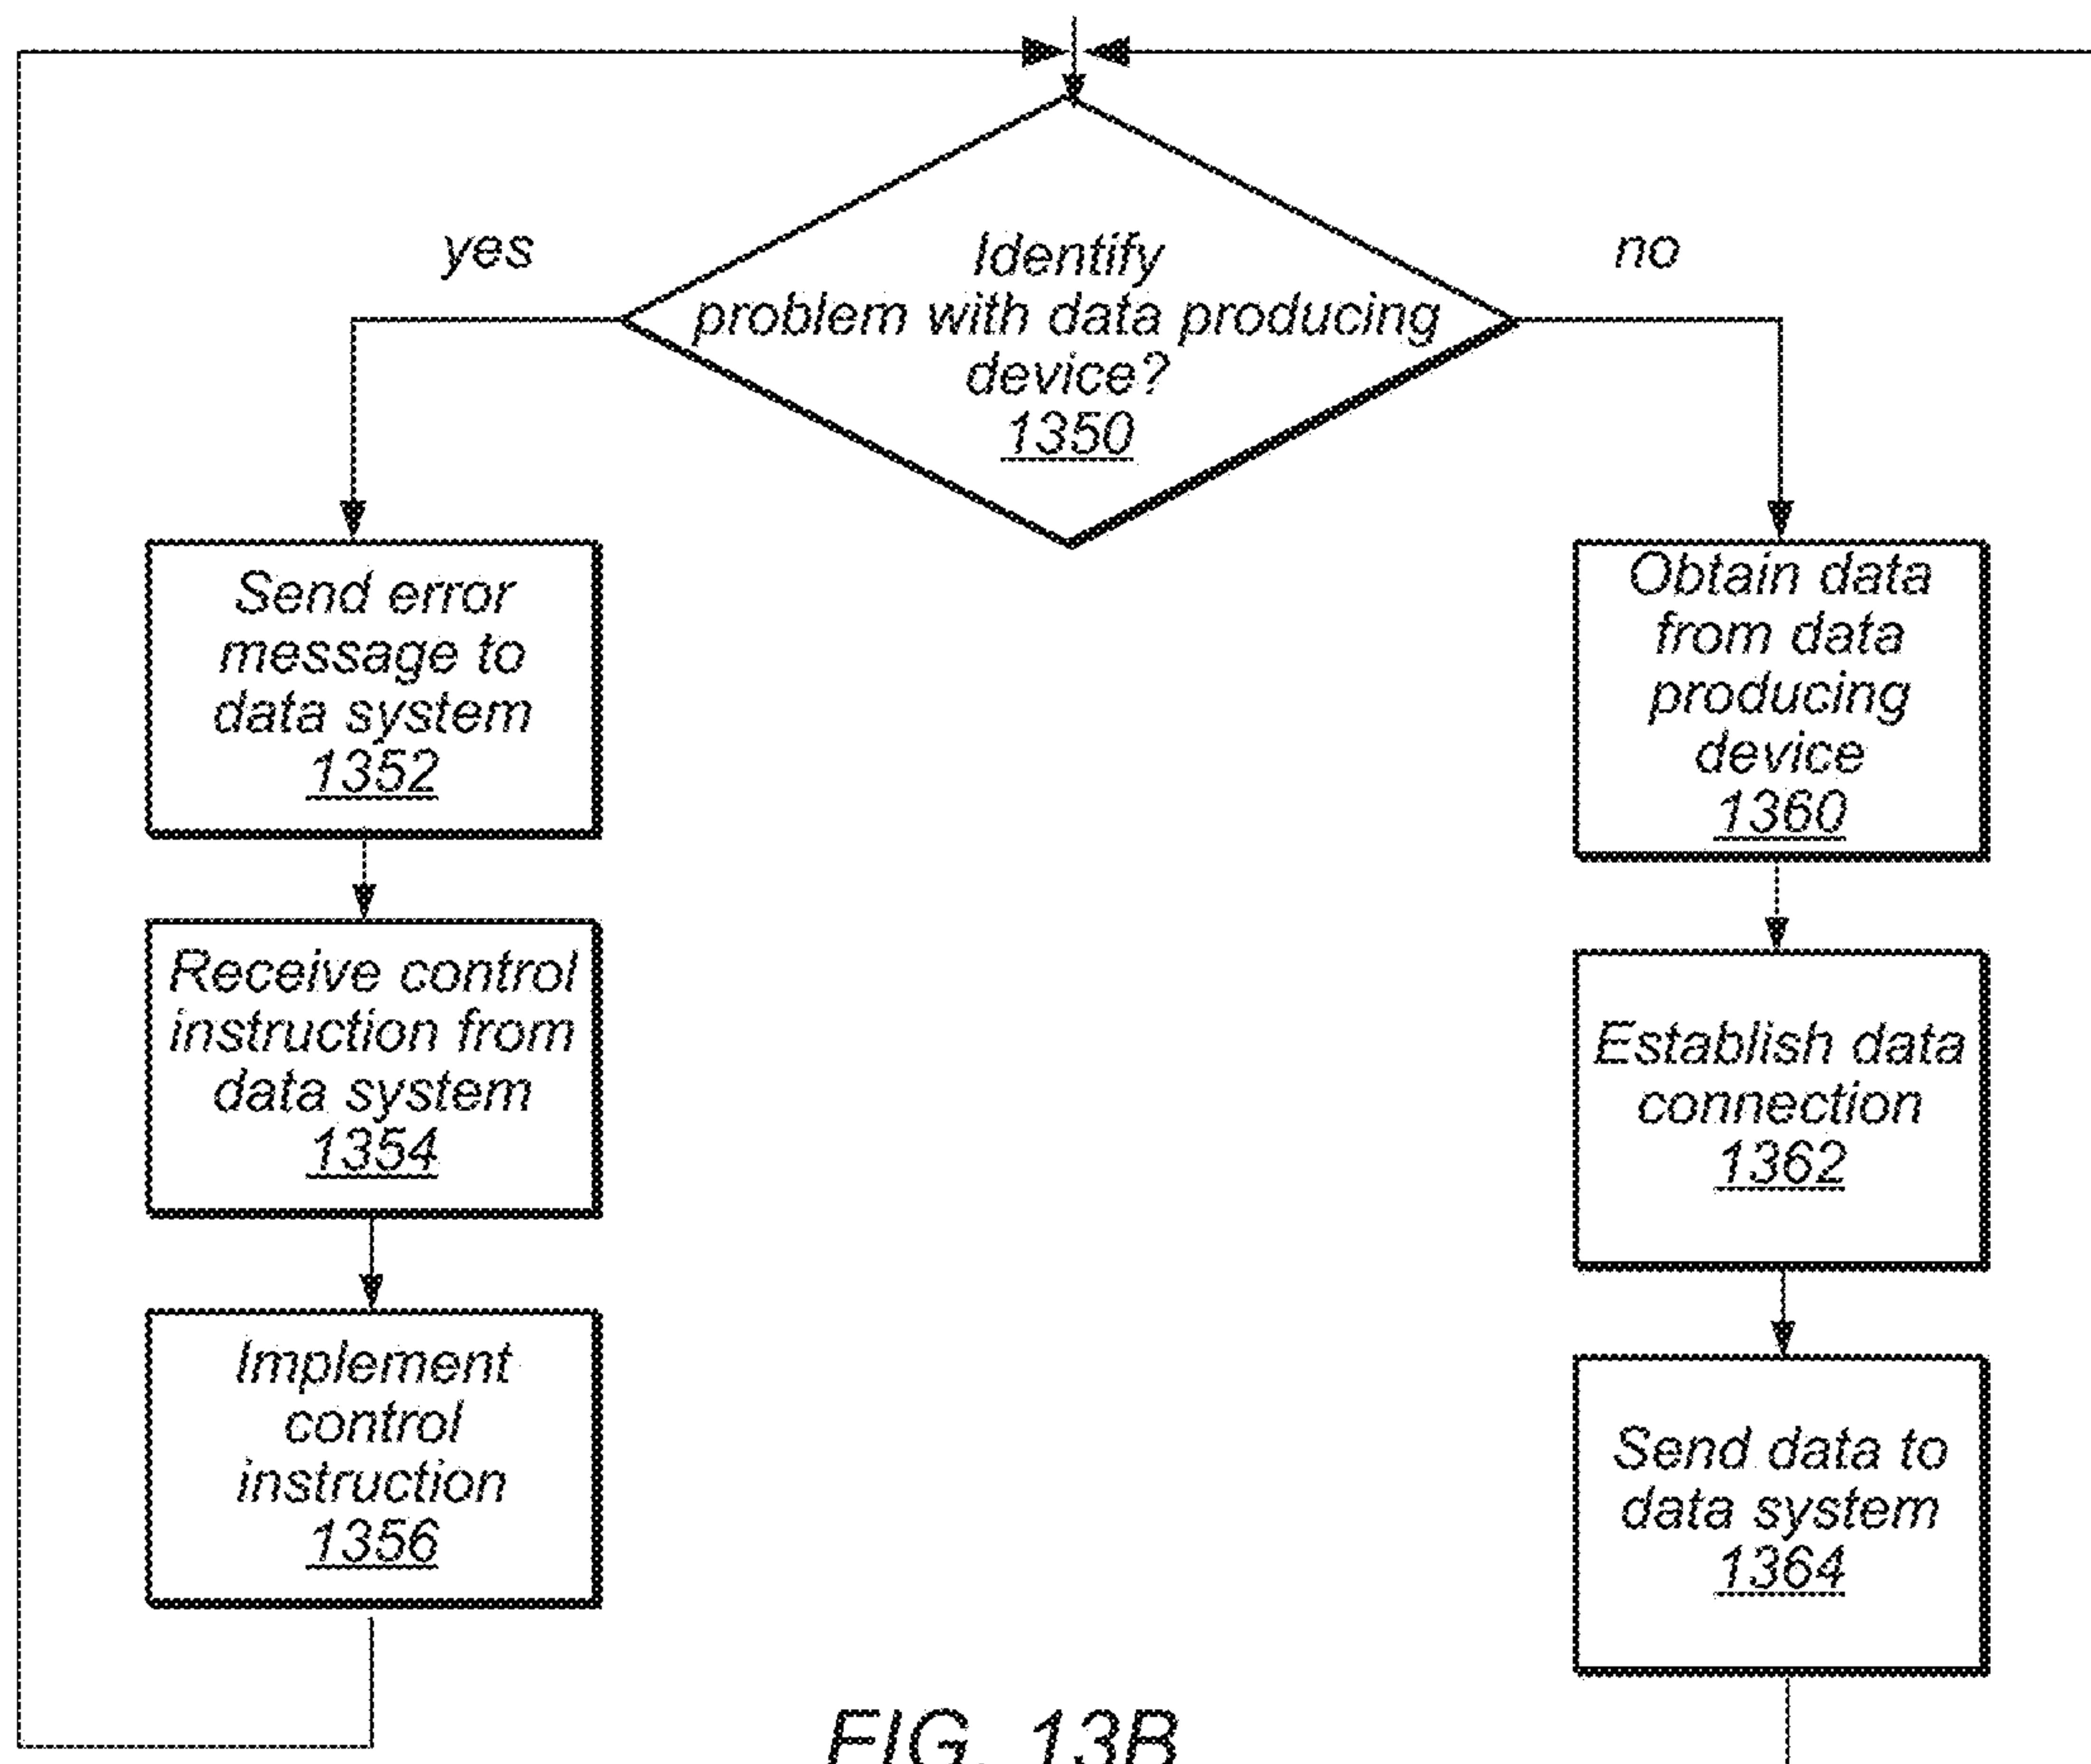 yes
Identify
problem with data producing
device?
1350
no
Send error
message to
data system
1352
Receive control
instruction from
data system
1354
Implement
control
instruction
1356
Obtain data
from data
producing
device
1360
Establish data
connection
1362
Send data to
data system
1364
FIG. 13B